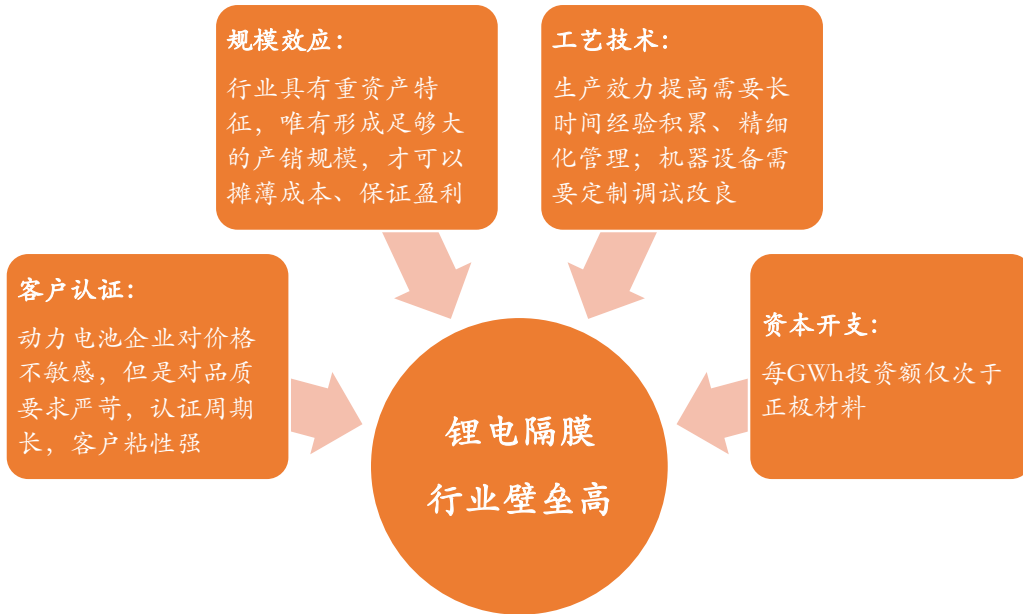 规模效应：
行业具有重资产特
征，唯有形成足够大
的产销规模，才可以
摊薄成本、保证盈利
工艺技术：
生产效力提高需要长
时间经验积累、精细
化管理；机器设备需
要定制调试改良
客户认证：
动力电池企业对价格
不敏感，但是对品质
要求严苛，认证周期
长，客户粘性强
资本开支：
每GWh投资额仅次于
正极材料
锂电隔膜
行业壁垒高